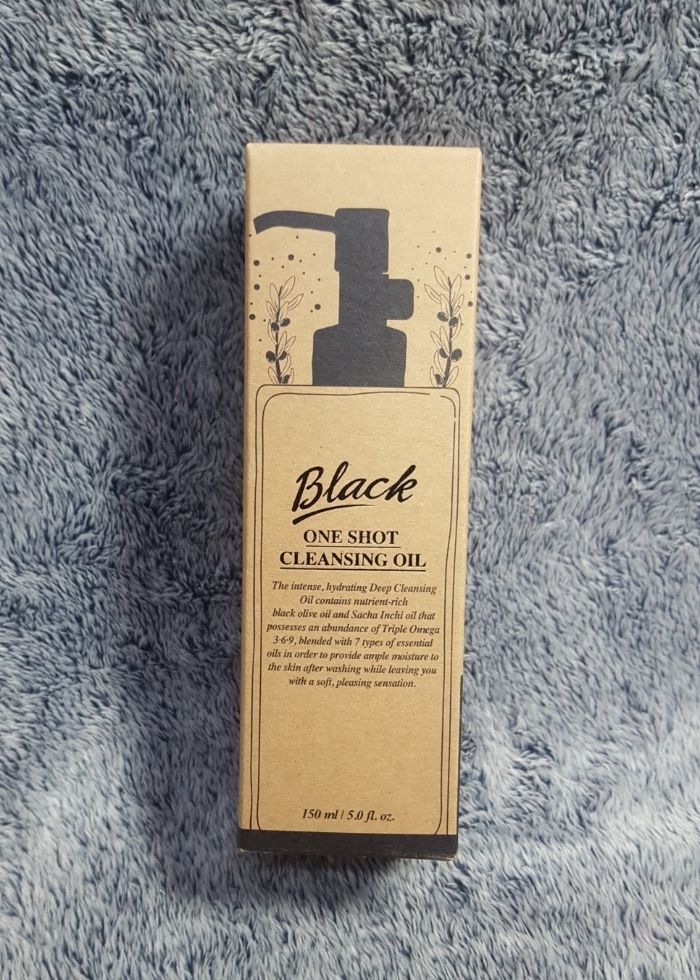 Black
ONE SHOT
CLEANSING OIL
The intense, hydrating Deep Cleansing
Oil contains nutrient-rich
black olive oil and Sacha Inchi oil that
possesses an abundance of Triple Omega
3·6·9, blended with 7 types of essential
oils in order to provide ample moisture to
the skin after washing while leaving you
with a soft, pleasing sensation.
150 ml / 5.0 fl. oz.